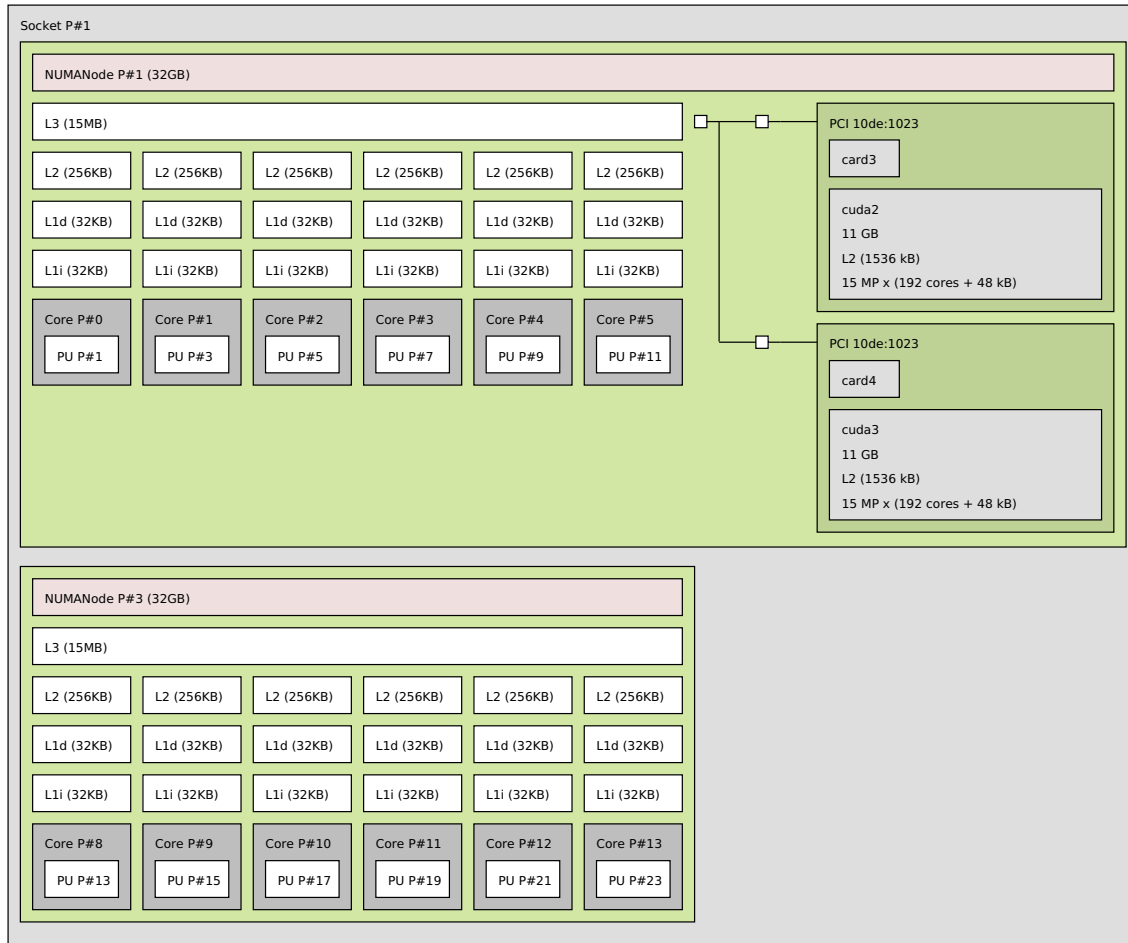 Socket P#1
NUMANode P#1 (32GB)
L3 (15MB)
PCI 10de:1023
card3
L2 (256KB) L2 (256KB) L2 (256KB) L2 (256KB) L2 (256KB) L2 (256KB)
cuda2
11 GB
L2 (1536 kB)
15 MP x (192 cores + 48 kB)
L1d (32KB) L1d (32KB) L1d (32KB) L1d (32KB) L1d (32KB) L1d (32KB)
L1i (32KB) L1i (32KB) L1i (32KB) L1i (32KB) L1i (32KB) L1i (32KB)
Core P#0 Core P#1 Core P#2 Core P#3 Core P#4 Core P#5
PU P#1 PU P#3 PU P#5 PU P#7 PU P#9 PU P#11
PCI 10de:1023
card4
cuda3
11 GB
L2 (1536 kB)
15 MP x (192 cores + 48 kB)
NUMANode P#3 (32GB)
L3 (15MB)
L2 (256KB) L2 (256KB) L2 (256KB) L2 (256KB) L2 (256KB) L2 (256KB)
L1d (32KB) L1d (32KB) L1d (32KB) L1d (32KB) L1d (32KB) L1d (32KB)
L1i (32KB) L1i (32KB) L1i (32KB) L1i (32KB) L1i (32KB) L1i (32KB)
Core P#8 Core P#9 Core P#10 Core P#11 Core P#12 Core P#13
PU P#13 PU P#15 PU P#17 PU P#19 PU P#21 PU P#23